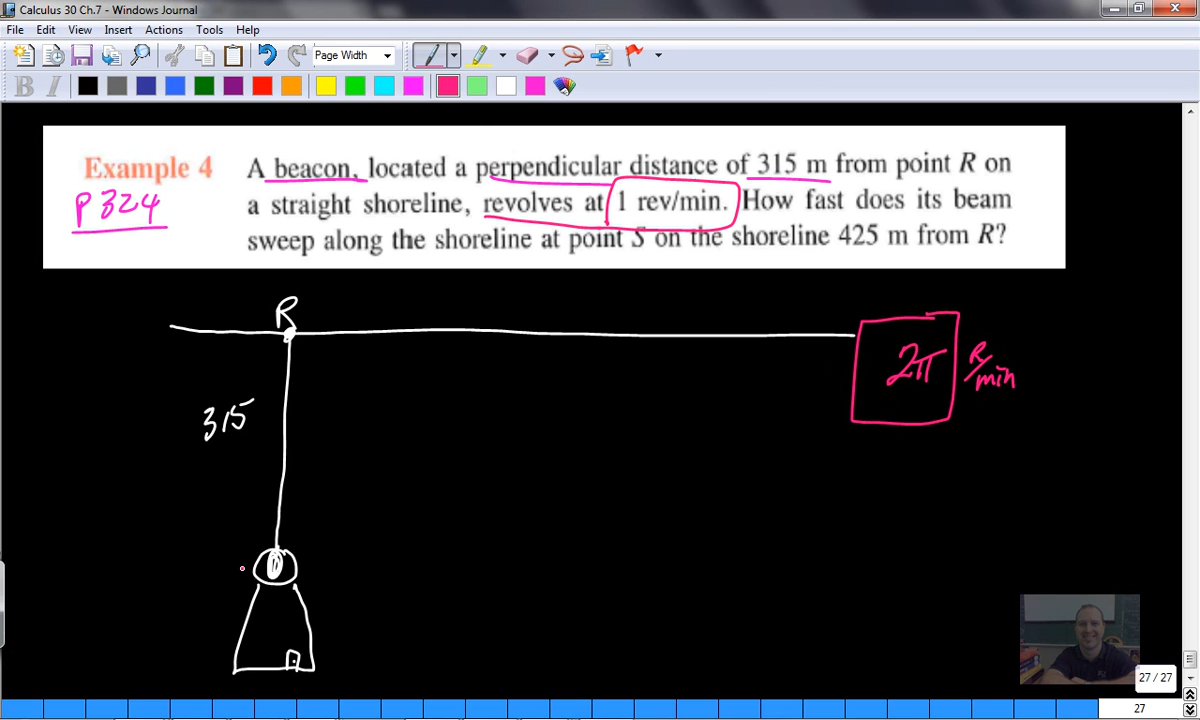 Calculus 30 Ch.7 - Windows Journal
File Edit View Insert Actions Tools Help
Page Width
B I
Example 4 A beacon, located a perpendicular distance of 315 m from point R on
P324 a straight shoreline, revolves at 1 rev/min. How fast does its beam
sweep along the shoreline at point S on the shoreline 425 m from R?
R
2π R/min
315
27 / 27
27